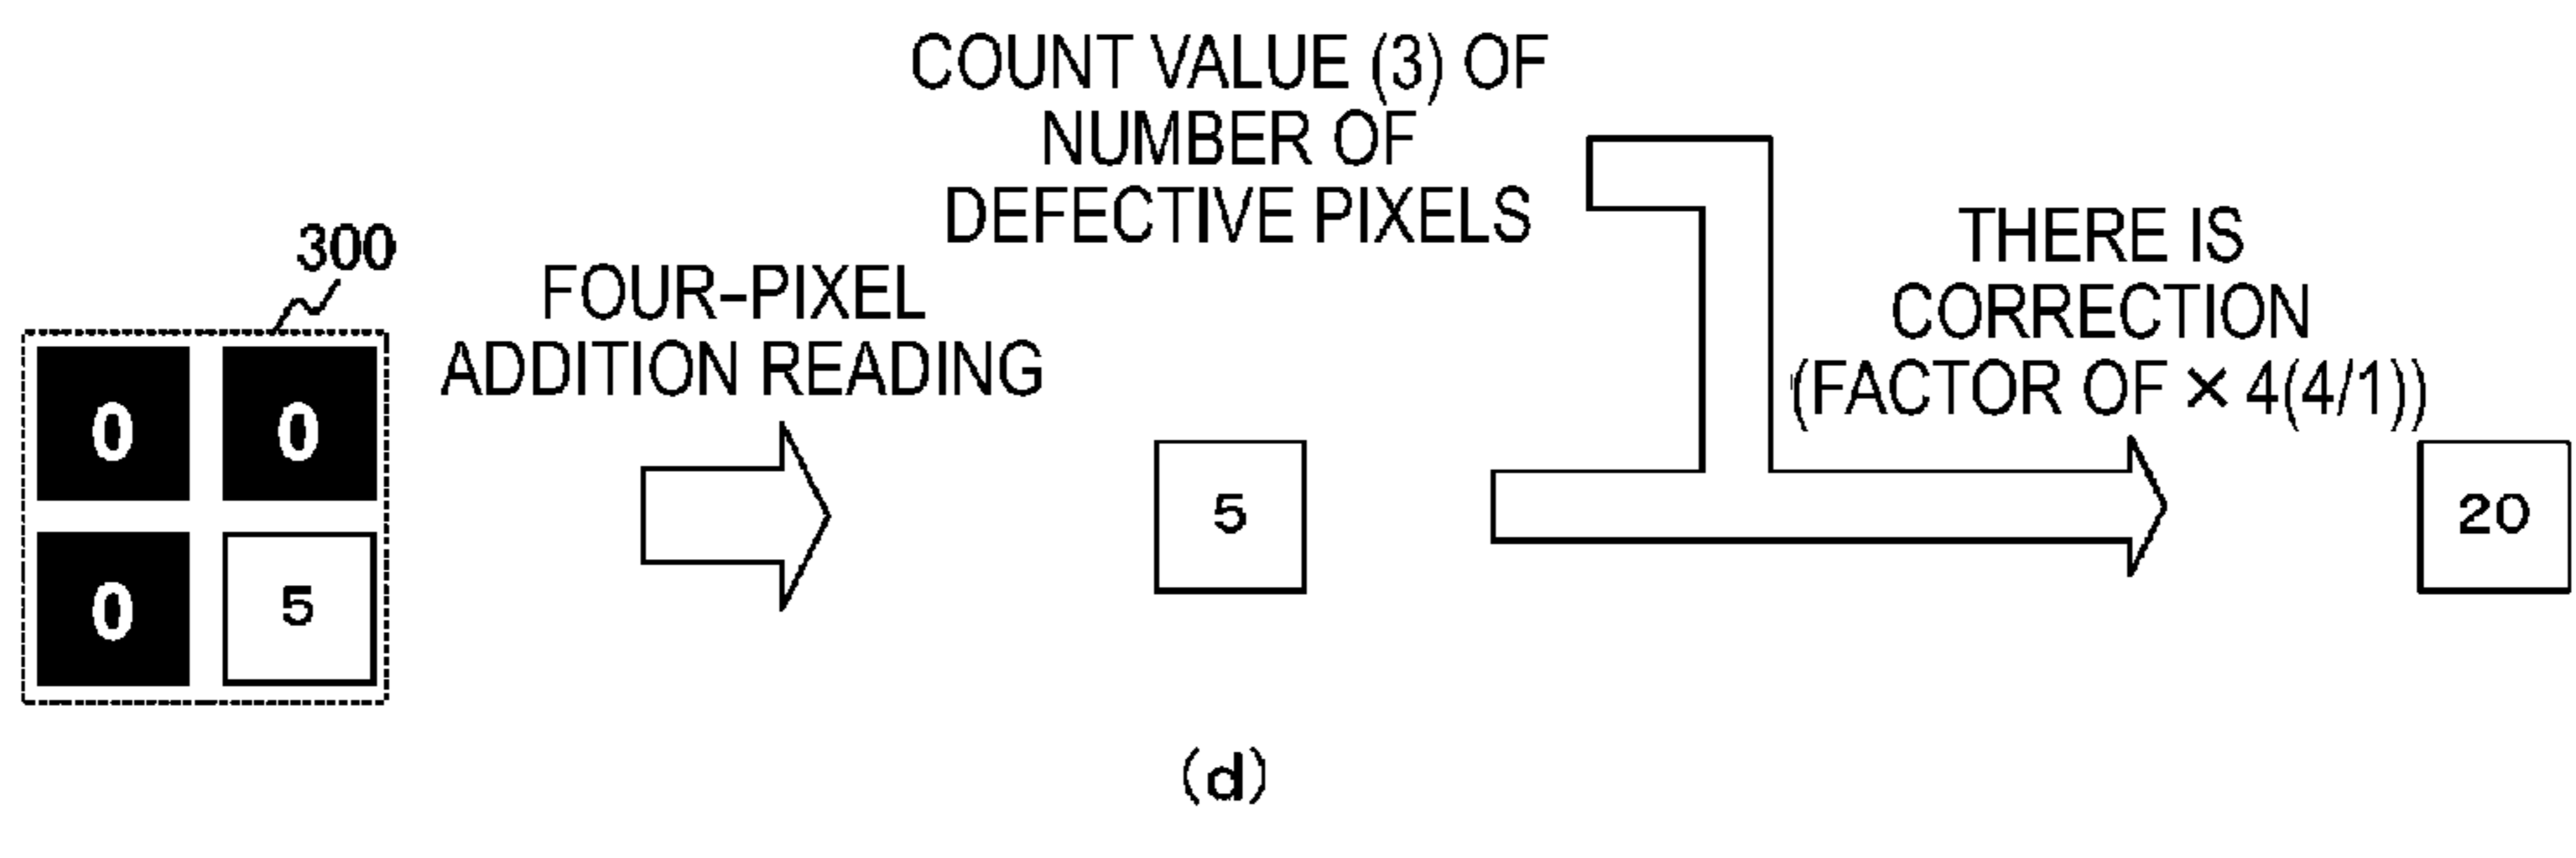 COUNT VALUE (3) OF
NUMBER OF
DEFECTIVE PIXELS
300
FOUR-PIXEL
ADDITION READING
THERE IS
CORRECTION
(FACTOR OF × 4(4/1))
0 0
0 5
5
20
(d)